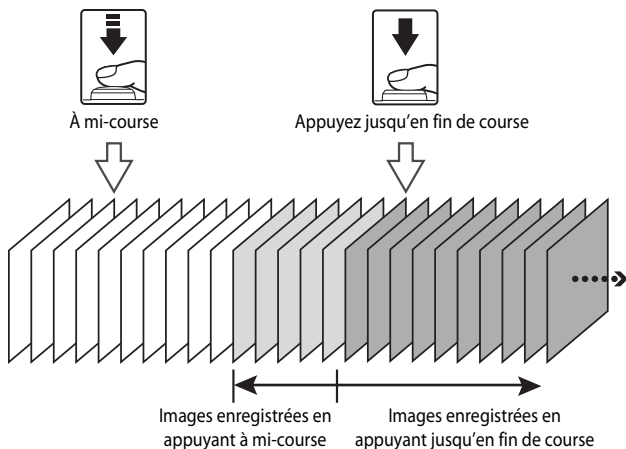 À mi-course
Appuyez jusqu'en fin de course
Images enregistrées en
appuyant à mi-course
Images enregistrées en
appuyant jusqu'en fin de course